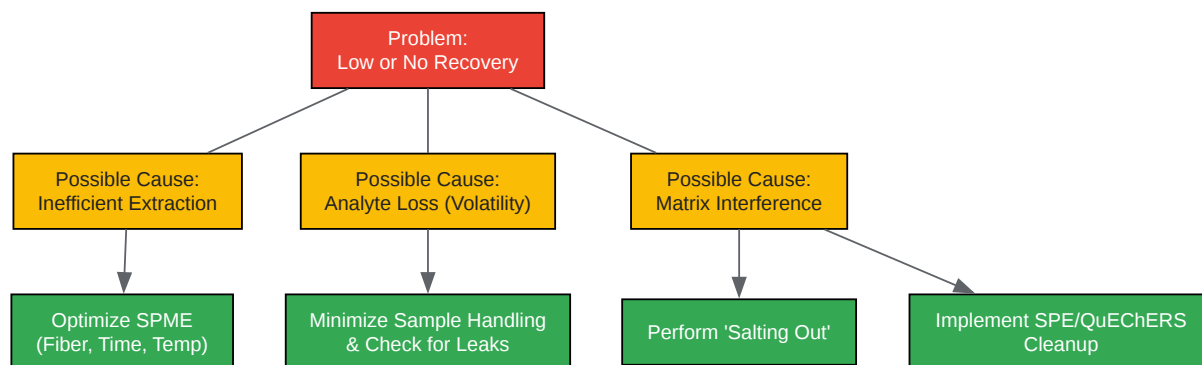 Problem:
Low or No Recovery
Possible Cause:
Inefficient Extraction
Possible Cause:
Analyte Loss (Volatility)
Possible Cause:
Matrix Interference
Optimize SPME
(Fiber, Time, Temp)
Minimize Sample Handling
& Check for Leaks
Perform 'Salting Out'
Implement SPE/QuEChERS
Cleanup